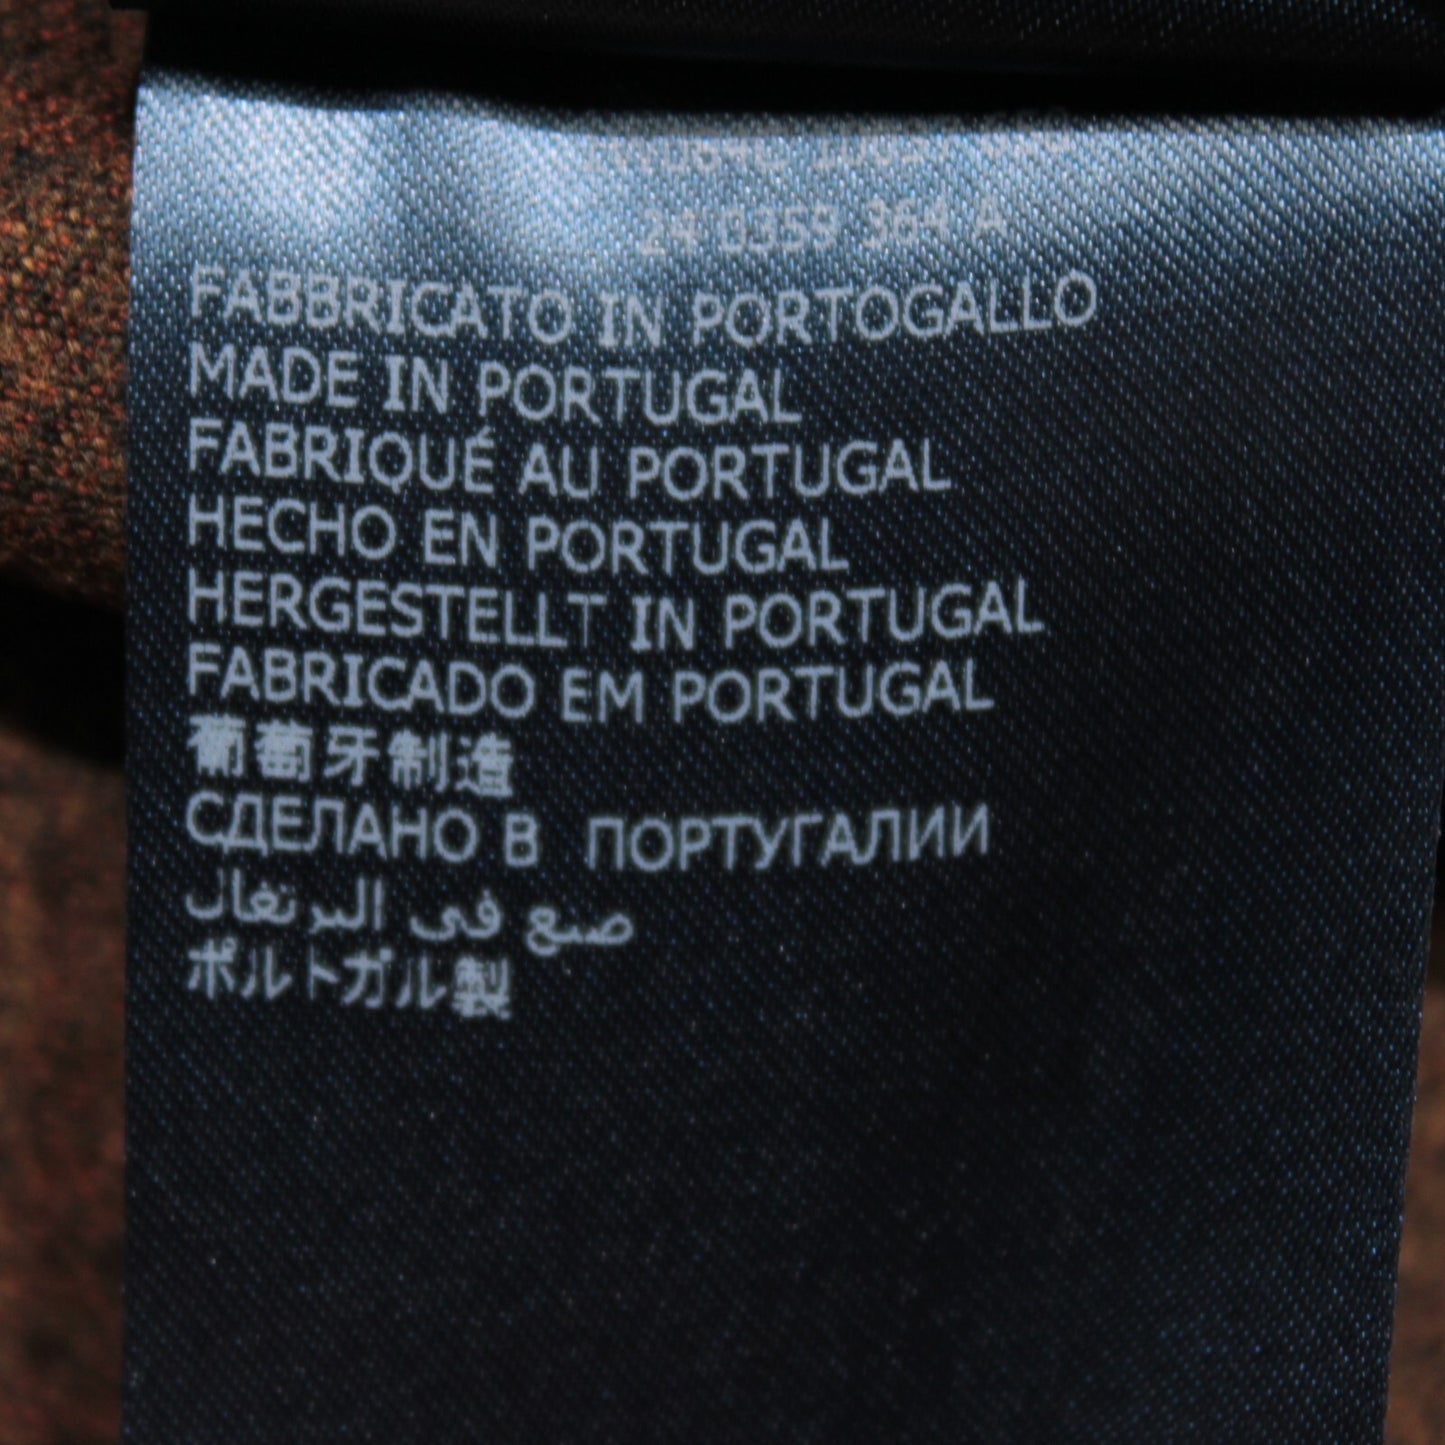 24 0359 364 A
FABBRICATO IN PORTOGALLO
MADE IN PORTUGAL
FABRIQUÉ AU PORTUGAL
HECHO EN PORTUGAL
HERGESTELLT IN PORTUGAL
FABRICADO EM PORTUGAL
葡萄牙制造
СДЕЛАНО В ПОРТУГАЛИИ
صنع فى البرتغال
ポルトガル製